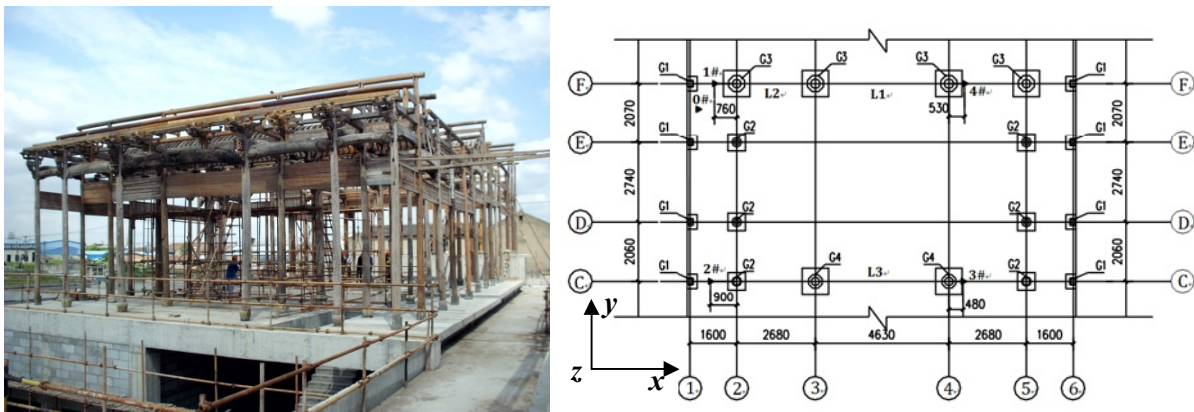 F G1 1# G3 G3 G3 G3 G1 F
0# 760 L2 L1 530 4#
2070 2070
E G1 G2 G2 G1 E
2740 2740
D G1 G2 G2 G1 D
2060 2060
C G1 2# G2 G4 L3 G4 3# G2 G1 C
900 480
y
1600 2680 4630 2680 1600
z x
1 2 3 4 5 6